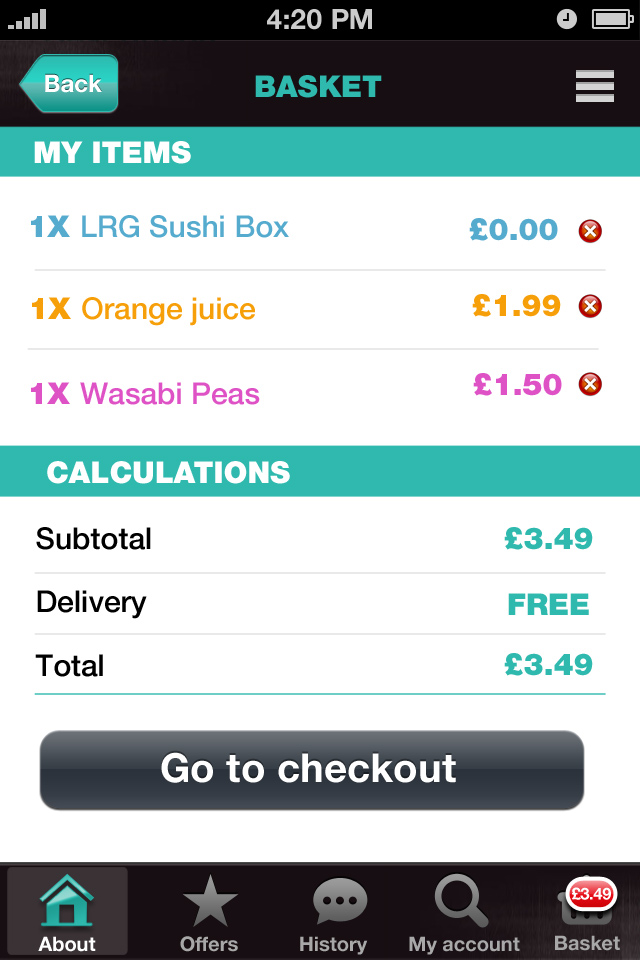 4:20 PM
Back
BASKET
MY ITEMS
1X LRG Sushi Box £0.00
1X Orange juice £1.99
1X Wasabi Peas £1.50
CALCULATIONS
Subtotal £3.49
Delivery FREE
Total £3.49
Go to checkout
£3.49
About Offers History My account Basket